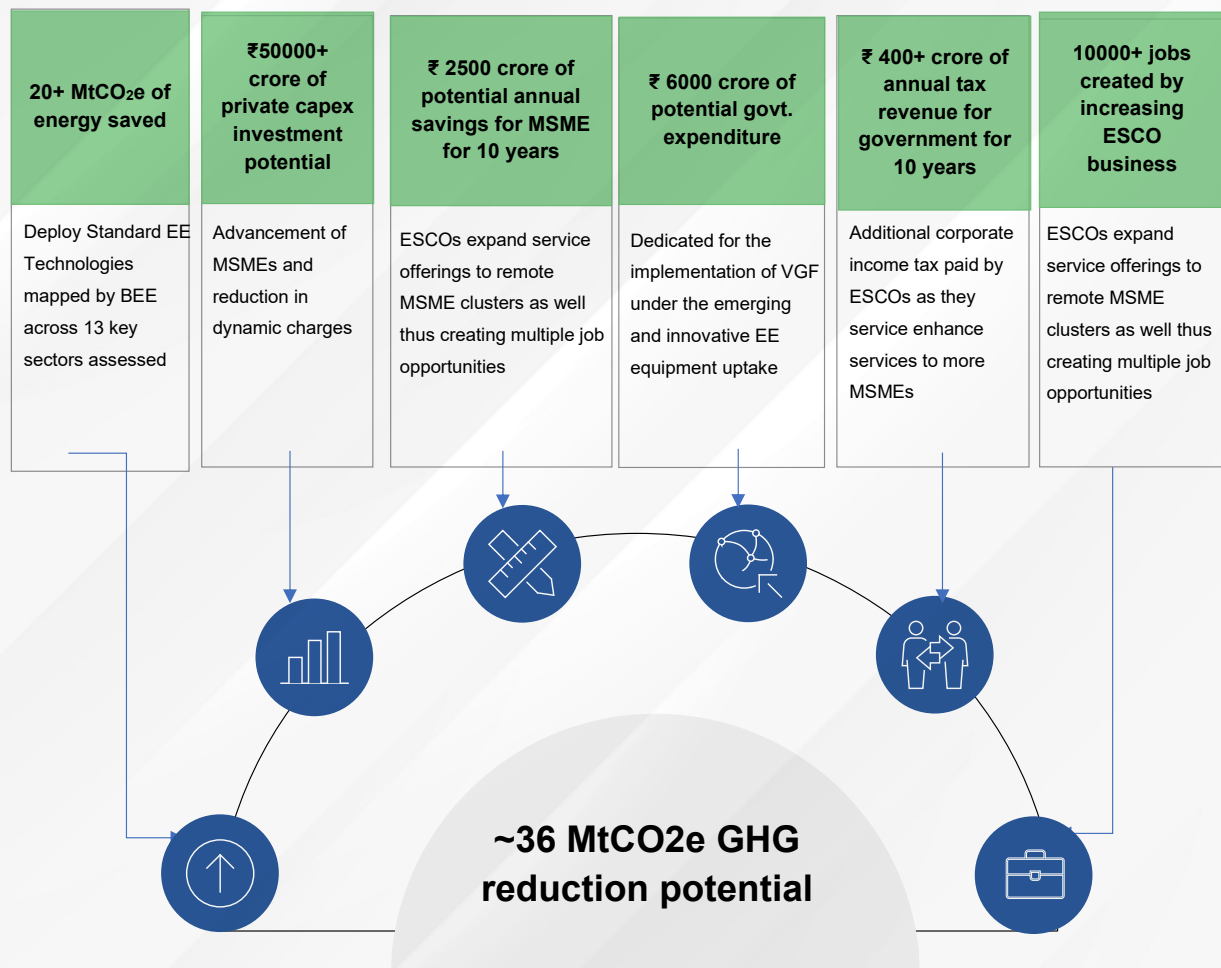 20+ MtCO₂e of
energy saved
Deploy Standard EE
Technologies
mapped by BEE
across 13 key
sectors assessed
₹50000+
crore of
private capex
investment
potential
Advancement of
MSMEs and
reduction in
dynamic charges
₹ 2500 crore of
potential annual
savings for MSME
for 10 years
ESCOs expand service
offerings to remote
MSME clusters as well
thus creating multiple job
opportunities
₹ 6000 crore of
potential govt.
expenditure
Dedicated for the
implementation of VGF
under the emerging
and innovative EE
equipment uptake
₹ 400+ crore of
annual tax
revenue for
government for
10 years
Additional corporate
income tax paid by
ESCOs as they
service enhance
services to more
MSMEs
10000+ jobs
created by
increasing
ESCO
business
ESCOs expand
service offerings to
remote MSME
clusters as well thus
creating multiple job
opportunities
~36 MtCO2e GHG
reduction potential